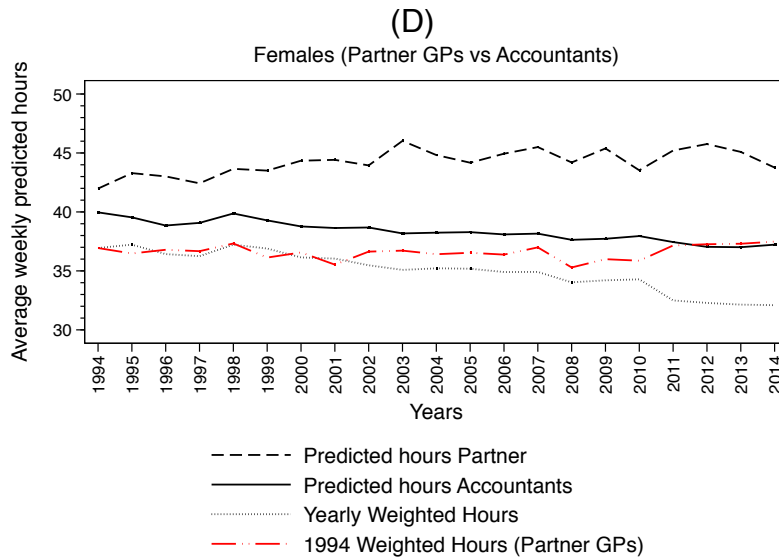 (D)
Females (Partner GPs vs Accountants)
Average weekly predicted hours
50
45
40
35
30
1994 1995 1996 1997 1998 1999 2000 2001 2002 2003 2004 2005 2006 2007 2008 2009 2010 2011 2012 2013 2014
Years
Predicted hours Partner
Predicted hours Accountants
Yearly Weighted Hours
1994 Weighted Hours (Partner GPs)